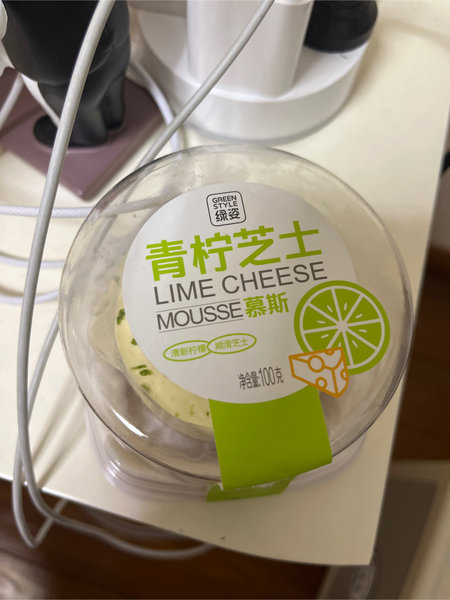 GREEN
STYLE
绿姿
青柠芝士
LIME CHEESE
MOUSSE慕斯
清新柠檬 顺滑芝士
净含量100克